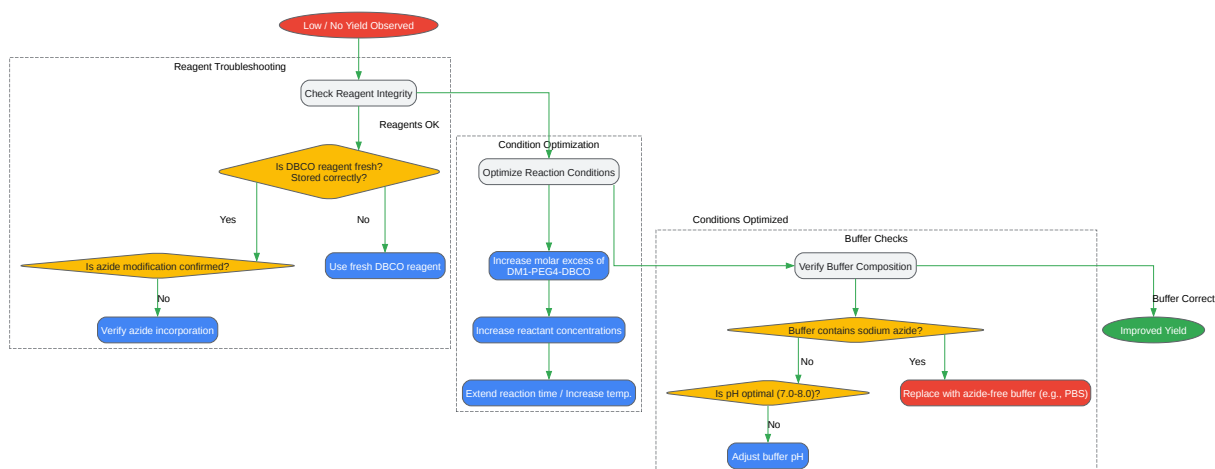 Low / No Yield Observed
Reagent Troubleshooting
Check Reagent Integrity
Reagents OK
Is DBCO reagent fresh?
Stored correctly?
Yes
No
Is azide modification confirmed?
Use fresh DBCO reagent
No
Verify azide incorporation
Condition Optimization
Optimize Reaction Conditions
Increase molar excess of
DM1-PEG4-DBCO
Increase reactant concentrations
Extend reaction time / Increase temp.
Conditions Optimized
Buffer Checks
Verify Buffer Composition
Buffer Correct
Improved Yield
Buffer contains sodium azide?
No
Yes
Is pH optimal (7.0-8.0)?
Replace with azide-free buffer (e.g., PBS)
No
Adjust buffer pH